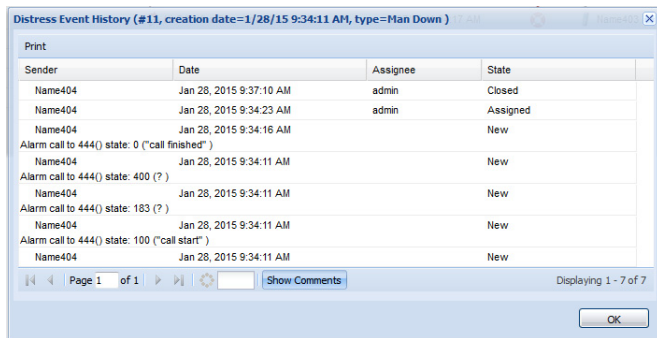 Distress Event History (#11, creation date=1/28/15 9:34:11 AM, type=Man Down )
Print
Sender Date Assignee State
Name404 Jan 28, 2015 9:37:10 AM admin Closed
Name404 Jan 28, 2015 9:34:23 AM admin Assigned
Name404 Jan 28, 2015 9:34:16 AM New
Alarm call to 444() state: 0 ("call finished" )
Name404 Jan 28, 2015 9:34:11 AM New
Alarm call to 444() state: 400 (? )
Name404 Jan 28, 2015 9:34:11 AM New
Alarm call to 444() state: 183 (? )
Name404 Jan 28, 2015 9:34:11 AM New
Alarm call to 444() state: 100 ("call start" )
Name404 Jan 28, 2015 9:34:11 AM New
Page 1 of 1 Show Comments Displaying 1 - 7 of 7
OK